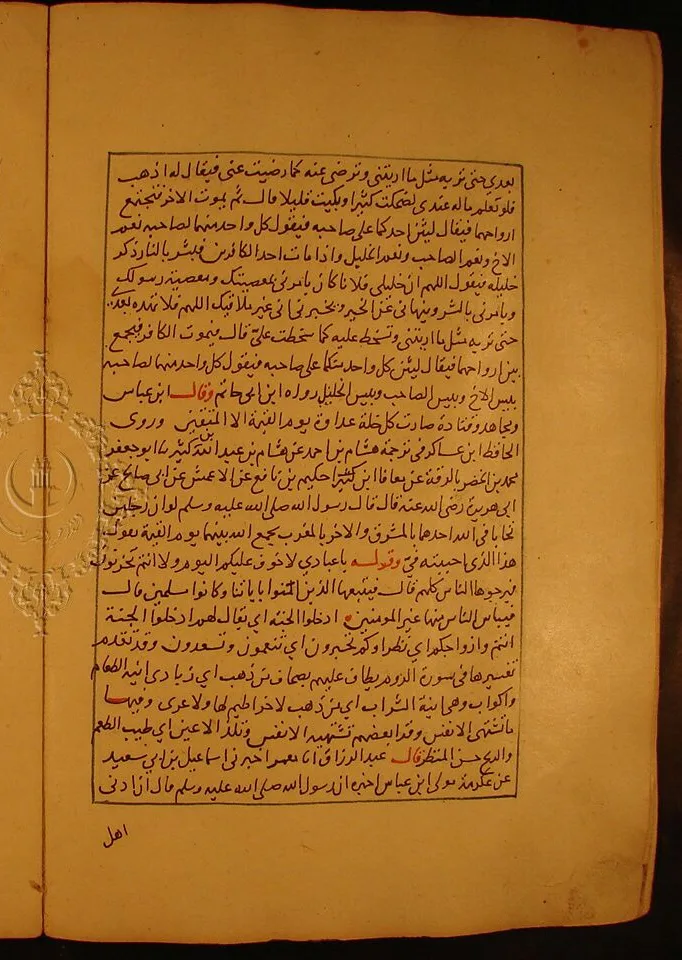 بعدي حتى تريه مثل ما اريتني وترضى عنه كما رضيت عني فيقال له اذهب
فلو تعلم ماله عندي لضحكت كثيرا وبكيت قليلا قال ثم يموت الاخر فتجتمع
ارواحهما فيقال ليثن احدكما على صاحبه فيقول كل واحد منهما لصاحبه نعم
الاخ ونعم الصاحب ونعم الخليل واذا مات احد الكافرين فبشر بالنار ذكر
خليله فيقول اللهم ان خليلي فلانا كان يامرني بمعصيتك ومعصية رسولك
ويامرني بالشر وينهاني عن الخير ويخبرني اني غير ملاقيك اللهم فلا تهده بعدي
حتى تريه مثل ما اريتني وتسخط عليه كما سخطت علي قال فيموت الكافر فيجمع
بين ارواحهما فيقال ليثن كل واحد منكما على صاحبه فيقول كل واحد منهما لصاحبه
بئس الاخ وبئس الصاحب وبئس الخليل رواه ابن ابي حاتم وقال ابن عباس
ومجاهد وقتادة صارت كل خلة عداوة يوم القيمة الا المتقين وروى
الحافظ ابن عساكر في ترجمة هشام بن احمد عن هشام بن عبد الله بن كثير ثنا ابو جعفر
محمد بن الخضر بالرقة عن معافا ابن كثير حكيم بن نافع عن الاعمش عن ابي صالح عن
ابي هريرة رضي الله عنه قال قال رسول الله صلى الله عليه وسلم لو ان رجلين
تحابا في الله احدهما بالمشرق والاخر بالمغرب يجمع الله بينهما يوم القيمة يقول
هذا الذي احببته في وقوله يا عبادي لا خوف عليكم اليوم ولا انتم تحزنون
فيرجوها الناس كلهم قال فيتبعها الذين امنوا باياتنا وكانوا مسلمين قال
فيياس الناس منها غير المومنين ادخلوا الجنة اي يقال لهم ادخلوا الجنة
انتم وازواجكم اي نظراوكم تحبرون اي تتنعمون وتسعدون وقد تقدم
تفسيرها في سورة الروم يطاف عليهم بصحاف من ذهب اي زبادي انية الطعام
واكواب وهي انية الشراب اي من ذهب لا خراطيم لها ولا عرى وفيها
ما تشتهي الانفس وقرا بعضهم تشتهيه الانفس وتلذ الاعين اي طيب الطعم
والريح حسن المنظر قال عبد الرزاق انا معمر اخبرني اسماعيل بن ابي سعيد
عن عكرمة مولى ابن عباس اخبره ان رسول الله صلى الله عليه وسلم قال ان ادنى
اهل